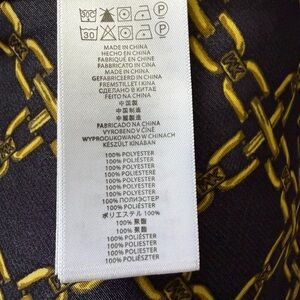 30
MADE IN CHINA
HECHO EN CHINA
FABRIQUÉ EN CHINE
FABBRICATO IN CINA
MADE IN CHINA
GEFABRICEERD IN CHINA
FREMSTILLET I KINA
СДЕЛАНО В КИТАЕ
FEITO NA CHINA
中国製
中国制造
中國製造
FABRICADO NA CHINA
VYROBENO V ČÍNĚ
WYPRODUKOWANO W CHINACH
KÉSZÜLT KÍNÁBAN
100% POLYESTER
100% POLIÉSTER
100% POLYESTER
100% POLIESTERE
100% POLYESTER
100% POLYESTER
100% POLYESTER
100% ПОЛИЭСТЕР
100% POLIÉSTER
ポリエステル 100%
100% 聚酯
100% 聚酯
100% POLIÉSTER
100% POLYESTER
100% POLIESTER